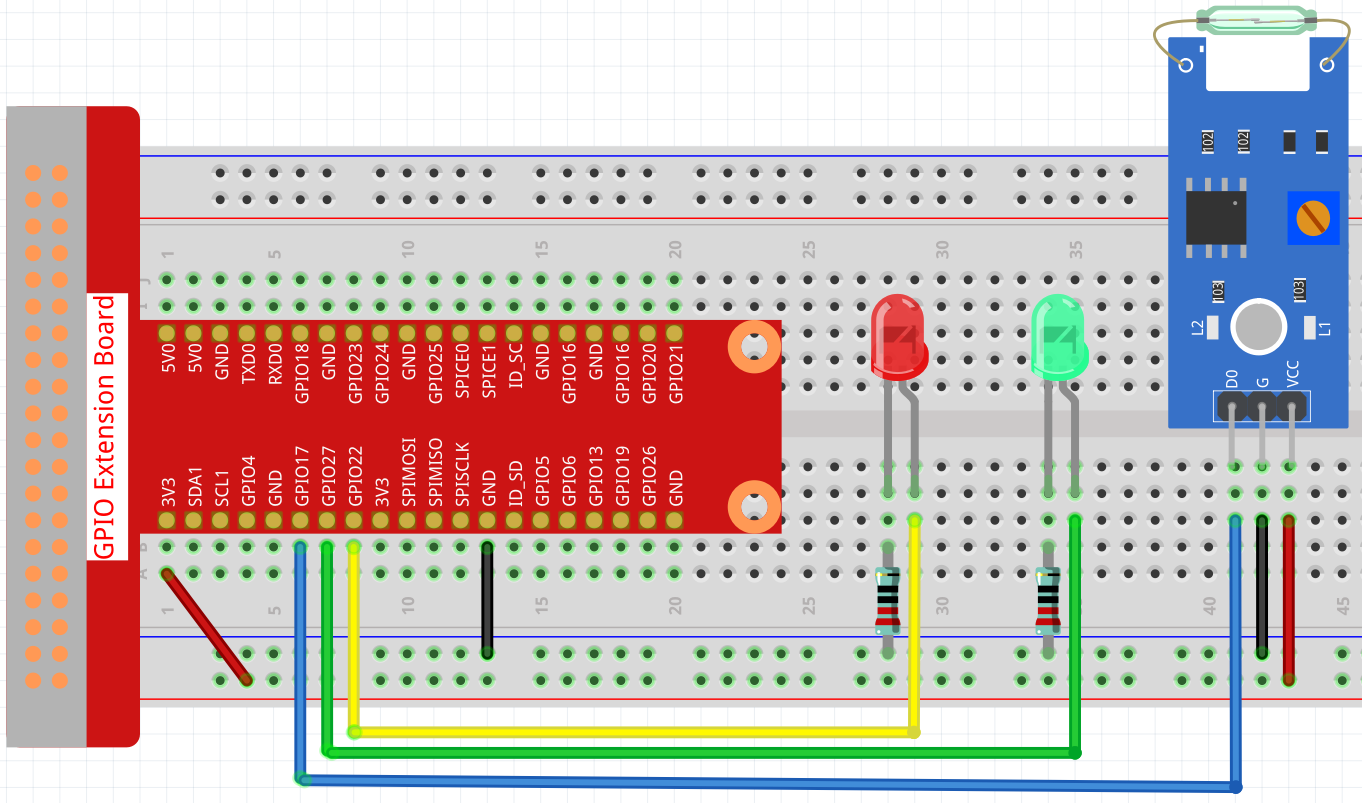 102
102
1
5
10
15
20
25
30
35
J
I
103
103
GPIO Extension Board
5V0
5V0
GND
TXD0
RXD0
GPIO18
GND
GPIO23
GPIO24
GND
GPIO25
SPICE0
SPICE1
ID_SC
GND
GPIO16
GND
GPIO16
GPIO20
GPIO21
L2
L1
D0
G
VCC
3V3
SDA1
SCL1
GPIO4
GND
GPIO17
GPIO27
GPIO22
3V3
SPIMOSI
SPIMISO
SPISCLK
GND
ID_SD
GPIO5
GPIO6
GPIO13
GPIO19
GPIO26
GND
B
A
1
5
10
15
20
25
30
40
45